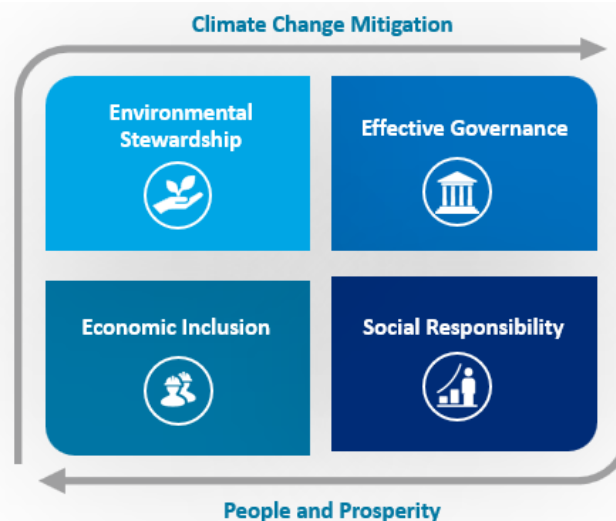 Climate Change Mitigation
Environmental
Stewardship
Effective Governance
Economic Inclusion
Social Responsibility
People and Prosperity